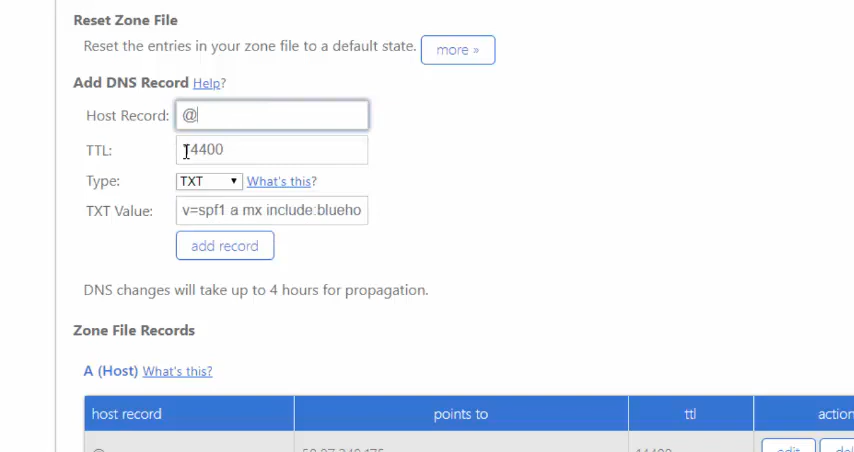 Reset Zone File
Reset the entries in your zone file to a default state. more »
Add DNS Record Help?
Host Record: @
TTL: 14400
Type: TXT What's this?
TXT Value: v=spf1 a mx include:blueho
add record
DNS changes will take up to 4 hours for propagation.
Zone File Records
A (Host) What's this?
host record points to ttl action